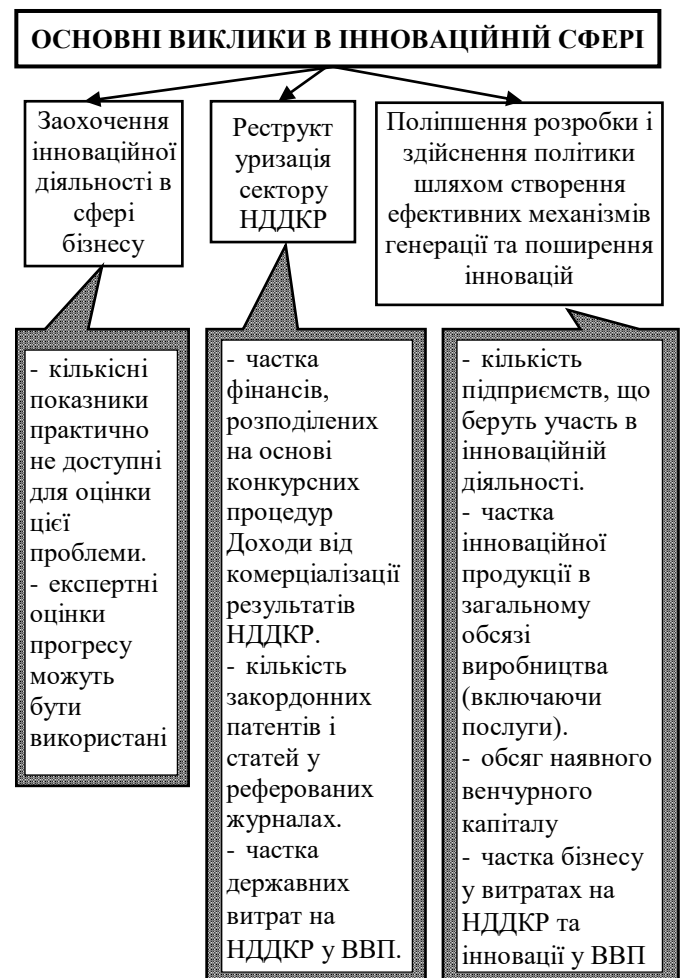 ОСНОВНІ ВИКЛИКИ В ІННОВАЦІЙНІЙ СФЕРІ
Заохочення
інноваційної
діяльності в
сфері
бізнесу
Реструкт
уризація
сектору
НДДКР
Поліпшення розробки і
здійснення політики
шляхом створення
ефективних механізмів
генерації та поширення
інновацій
- кількісні
показники
практично
не доступні
для оцінки
цієї
проблеми.
- експертні
оцінки
прогресу
можуть
бути
використані
- частка
фінансів,
розподілених
на основі
конкурсних
процедур
Доходи від
комерціалізації
результатів
НДДКР.
- кількість
закордонних
патентів і
статей у
реферованих
журналах.
- частка
державних
витрат на
НДДКР у ВВП.
- кількість
підприємств, що
беруть участь в
інноваційній
діяльності.
- частка
інноваційної
продукції в
загальному
обсязі
виробництва
(включаючи
послуги).
- обсяг наявного
венчурного
капіталу
- частка бізнесу
у витратах на
НДДКР та
інновації у ВВП